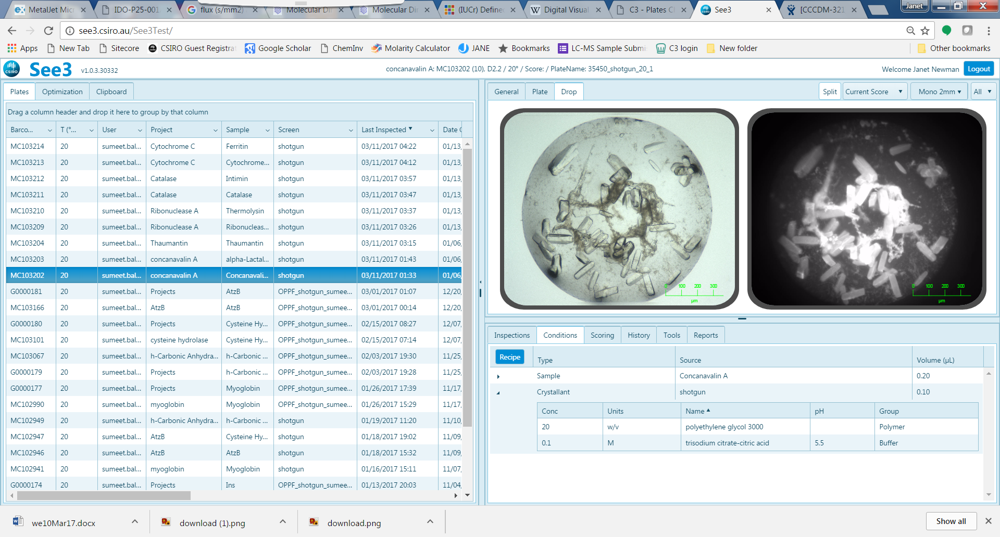 MetalJet Micr
IDO-P25-001
flux (s/mm2)
Molecular Di
Molecular Di
(IUCr) Define
Digital Visual
C3 - Plates C
See3
[CCCDM-321
Janet
see3.csiro.au/See3Test/
Apps New Tab Sitecore CSIRO Guest Registra Google Scholar ChemInv Molarity Calculator JANE Bookmarks LC-MS Sample Submi C3 login New folder Other bookmarks
CSIRO See3 v1.0.3.30332 concanavalin A: MC103202 (10), D2.2 / 20° / Score: / PlateName: 35450_shotgun_20_1 Welcome Janet Newman Logout
Plates Optimization Clipboard
Drag a column header and drop it here to group by that column
Barco... T (°... User Project Sample Screen Last Inspected Date C
MC103214 20 sumeet.bal... Cytochrome C Ferritin shotgun 03/11/2017 04:22 01/13,
MC103213 20 sumeet.bal... Cytochrome C Cytochrome... shotgun 03/11/2017 04:12 01/13,
MC103212 20 sumeet.bal... Catalase Intimin shotgun 03/11/2017 03:57 01/13,
MC103211 20 sumeet.bal... Catalase Catalase shotgun 03/11/2017 03:47 01/13,
MC103210 20 sumeet.bal... Ribonuclease A Thermolysin shotgun 03/11/2017 03:37 01/13,
MC103209 20 sumeet.bal... Ribonuclease A Ribonucleas... shotgun 03/11/2017 03:26 01/13,
MC103204 20 sumeet.bal... Thaumantin Thaumatin shotgun 03/11/2017 03:15 01/06,
MC103203 20 sumeet.bal... concanavalin A alpha-Lactal... shotgun 03/11/2017 01:43 01/06,
MC103202 20 sumeet.bal... concanavalin A Concanavali... shotgun 03/11/2017 01:33 01/06,
G0000181 20 sumeet.bal... Projects AtzB OPPF_shotgun_sumee... 03/01/2017 01:07 12/20,
MC103166 20 sumeet.bal... AtzB AtzB OPPF_shotgun_sumee... 03/01/2017 00:14 12/20,
G0000180 20 sumeet.bal... Projects Cysteine Hy... OPPF_shotgun_sumee... 02/15/2017 08:27 12/07,
MC103101 20 sumeet.bal... cysteine hydrolase Cysteine Hy... OPPF_shotgun_sumee... 02/15/2017 07:14 12/07,
MC103067 20 sumeet.bal... h-Carbonic Anhydra... h-Carbonic ... OPPF_shotgun_sumee... 02/03/2017 19:30 11/25,
G0000179 20 sumeet.bal... Projects h-Carbonic ... OPPF_shotgun_sumee... 02/03/2017 19:28 11/25,
G0000177 20 sumeet.bal... Projects Myoglobin OPPF_shotgun_sumee... 01/26/2017 17:39 11/17,
MC102990 20 sumeet.bal... myoglobin Myoglobin OPPF_shotgun_sumee... 01/26/2017 15:29 11/17,
MC102949 20 sumeet.bal... h-Carbonic Anhydra... h-Carbonic ... shotgun 01/19/2017 11:20 11/10,
MC102947 20 sumeet.bal... AtzB Cysteine Hy... shotgun 01/18/2017 19:02 11/09,
MC102946 20 sumeet.bal... AtzB AtzB shotgun 01/18/2017 15:32 11/09,
MC102941 20 sumeet.bal... myoglobin Myoglobin shotgun 01/16/2017 15:11 11/07,
G0000174 20 sumeet.bal... Projects Ins OPPF_shotgun_sumee... 01/13/2017 20:03 11/04,
General Plate Drop Split Current Score Mono 2mm All
0 100 200 300
µm
0 100 200 300
µm
Inspections Conditions Scoring History Tools Reports
Recipe Type Source Volume (µL)
Sample Concanavalin A 0.20
Crystallant shotgun 0.10
Conc Units Name pH Group
20 w/v polyethylene glycol 3000 Polymer
0.1 M trisodium citrate-citric acid 5.5 Buffer
we10Mar17.docx download (1).png download.png Show all